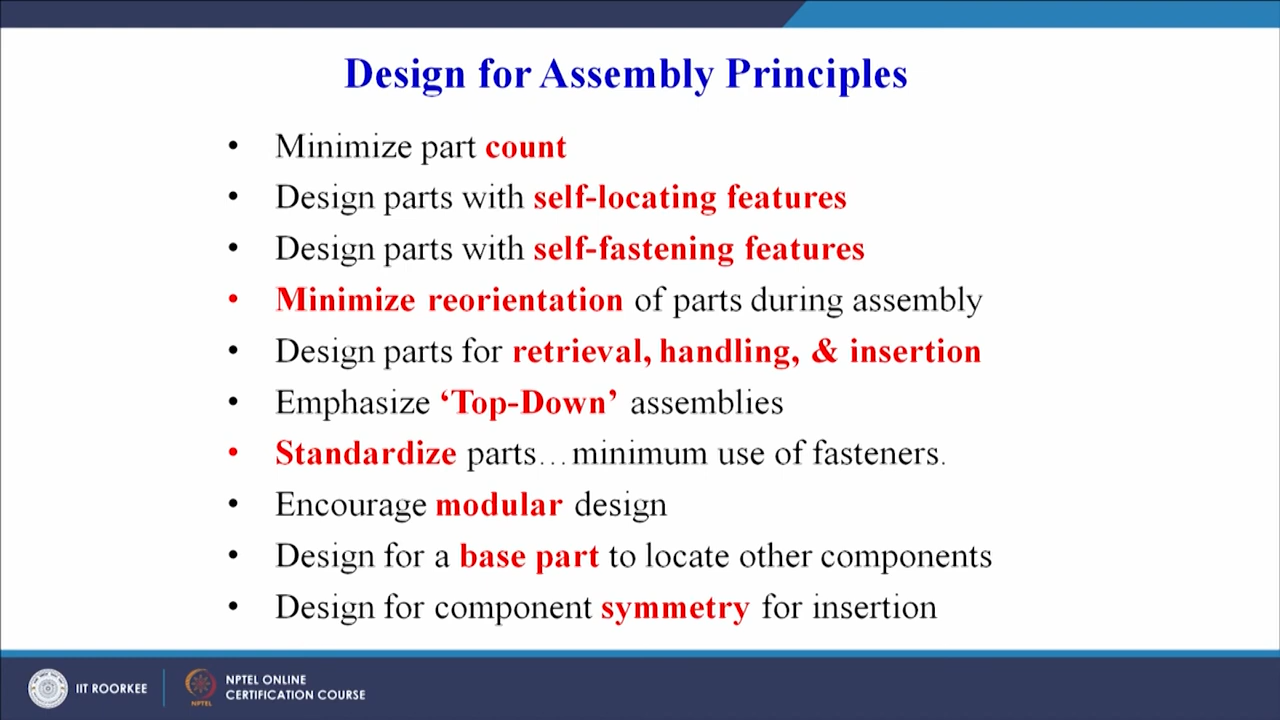 Design for Assembly Principles
• Minimize part count
• Design parts with self-locating features
• Design parts with self-fastening features
• Minimize reorientation of parts during assembly
• Design parts for retrieval, handling, & insertion
• Emphasize ‘Top-Down’ assemblies
• Standardize parts…minimum use of fasteners.
• Encourage modular design
• Design for a base part to locate other components
• Design for component symmetry for insertion
IIT ROORKEE
NPTEL
NPTEL ONLINE
CERTIFICATION COURSE